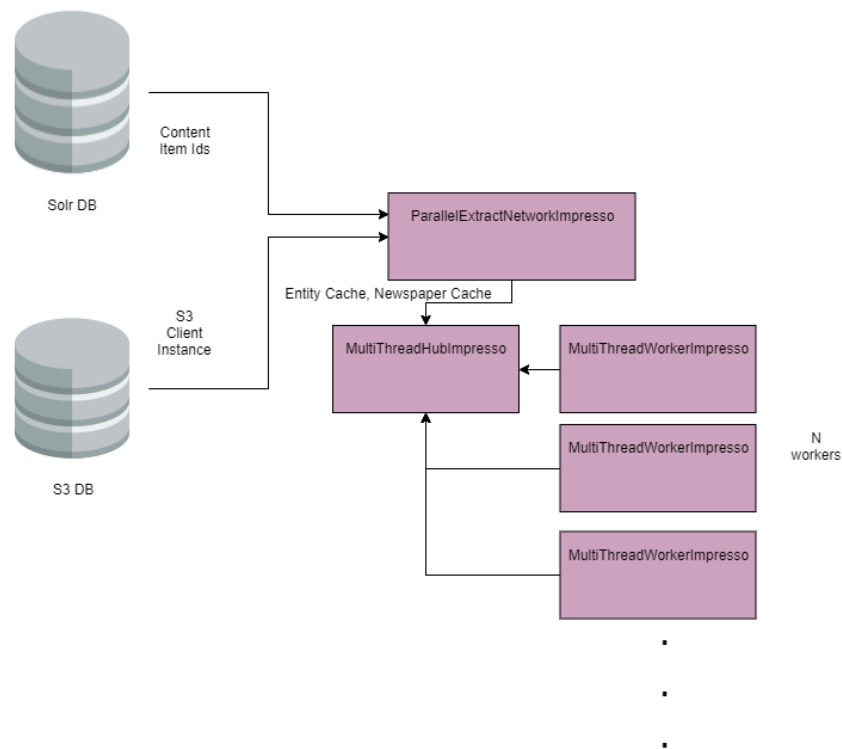 Content
Item Ids
Solr DB
ParallelExtractNetworkImpresso
Entity Cache, Newspaper Cache
S3
Client
Instance
MultiThreadHubImpresso
MultiThreadWorkerImpresso
MultiThreadWorkerImpresso
N
workers
S3 DB
MultiThreadWorkerImpresso